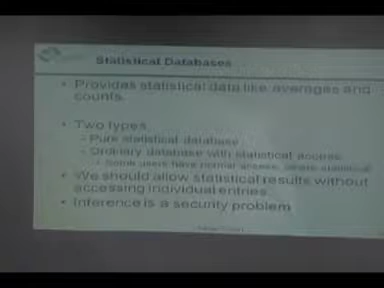 Statistical Databases
• Provides statistical data like averages and
counts.
• Two types
– Pure statistical database
– Ordinary database with statistical access
• Some users have normal access, others statistical
• We should allow statistical results without
accessing individual entries
• Inference is a security problem